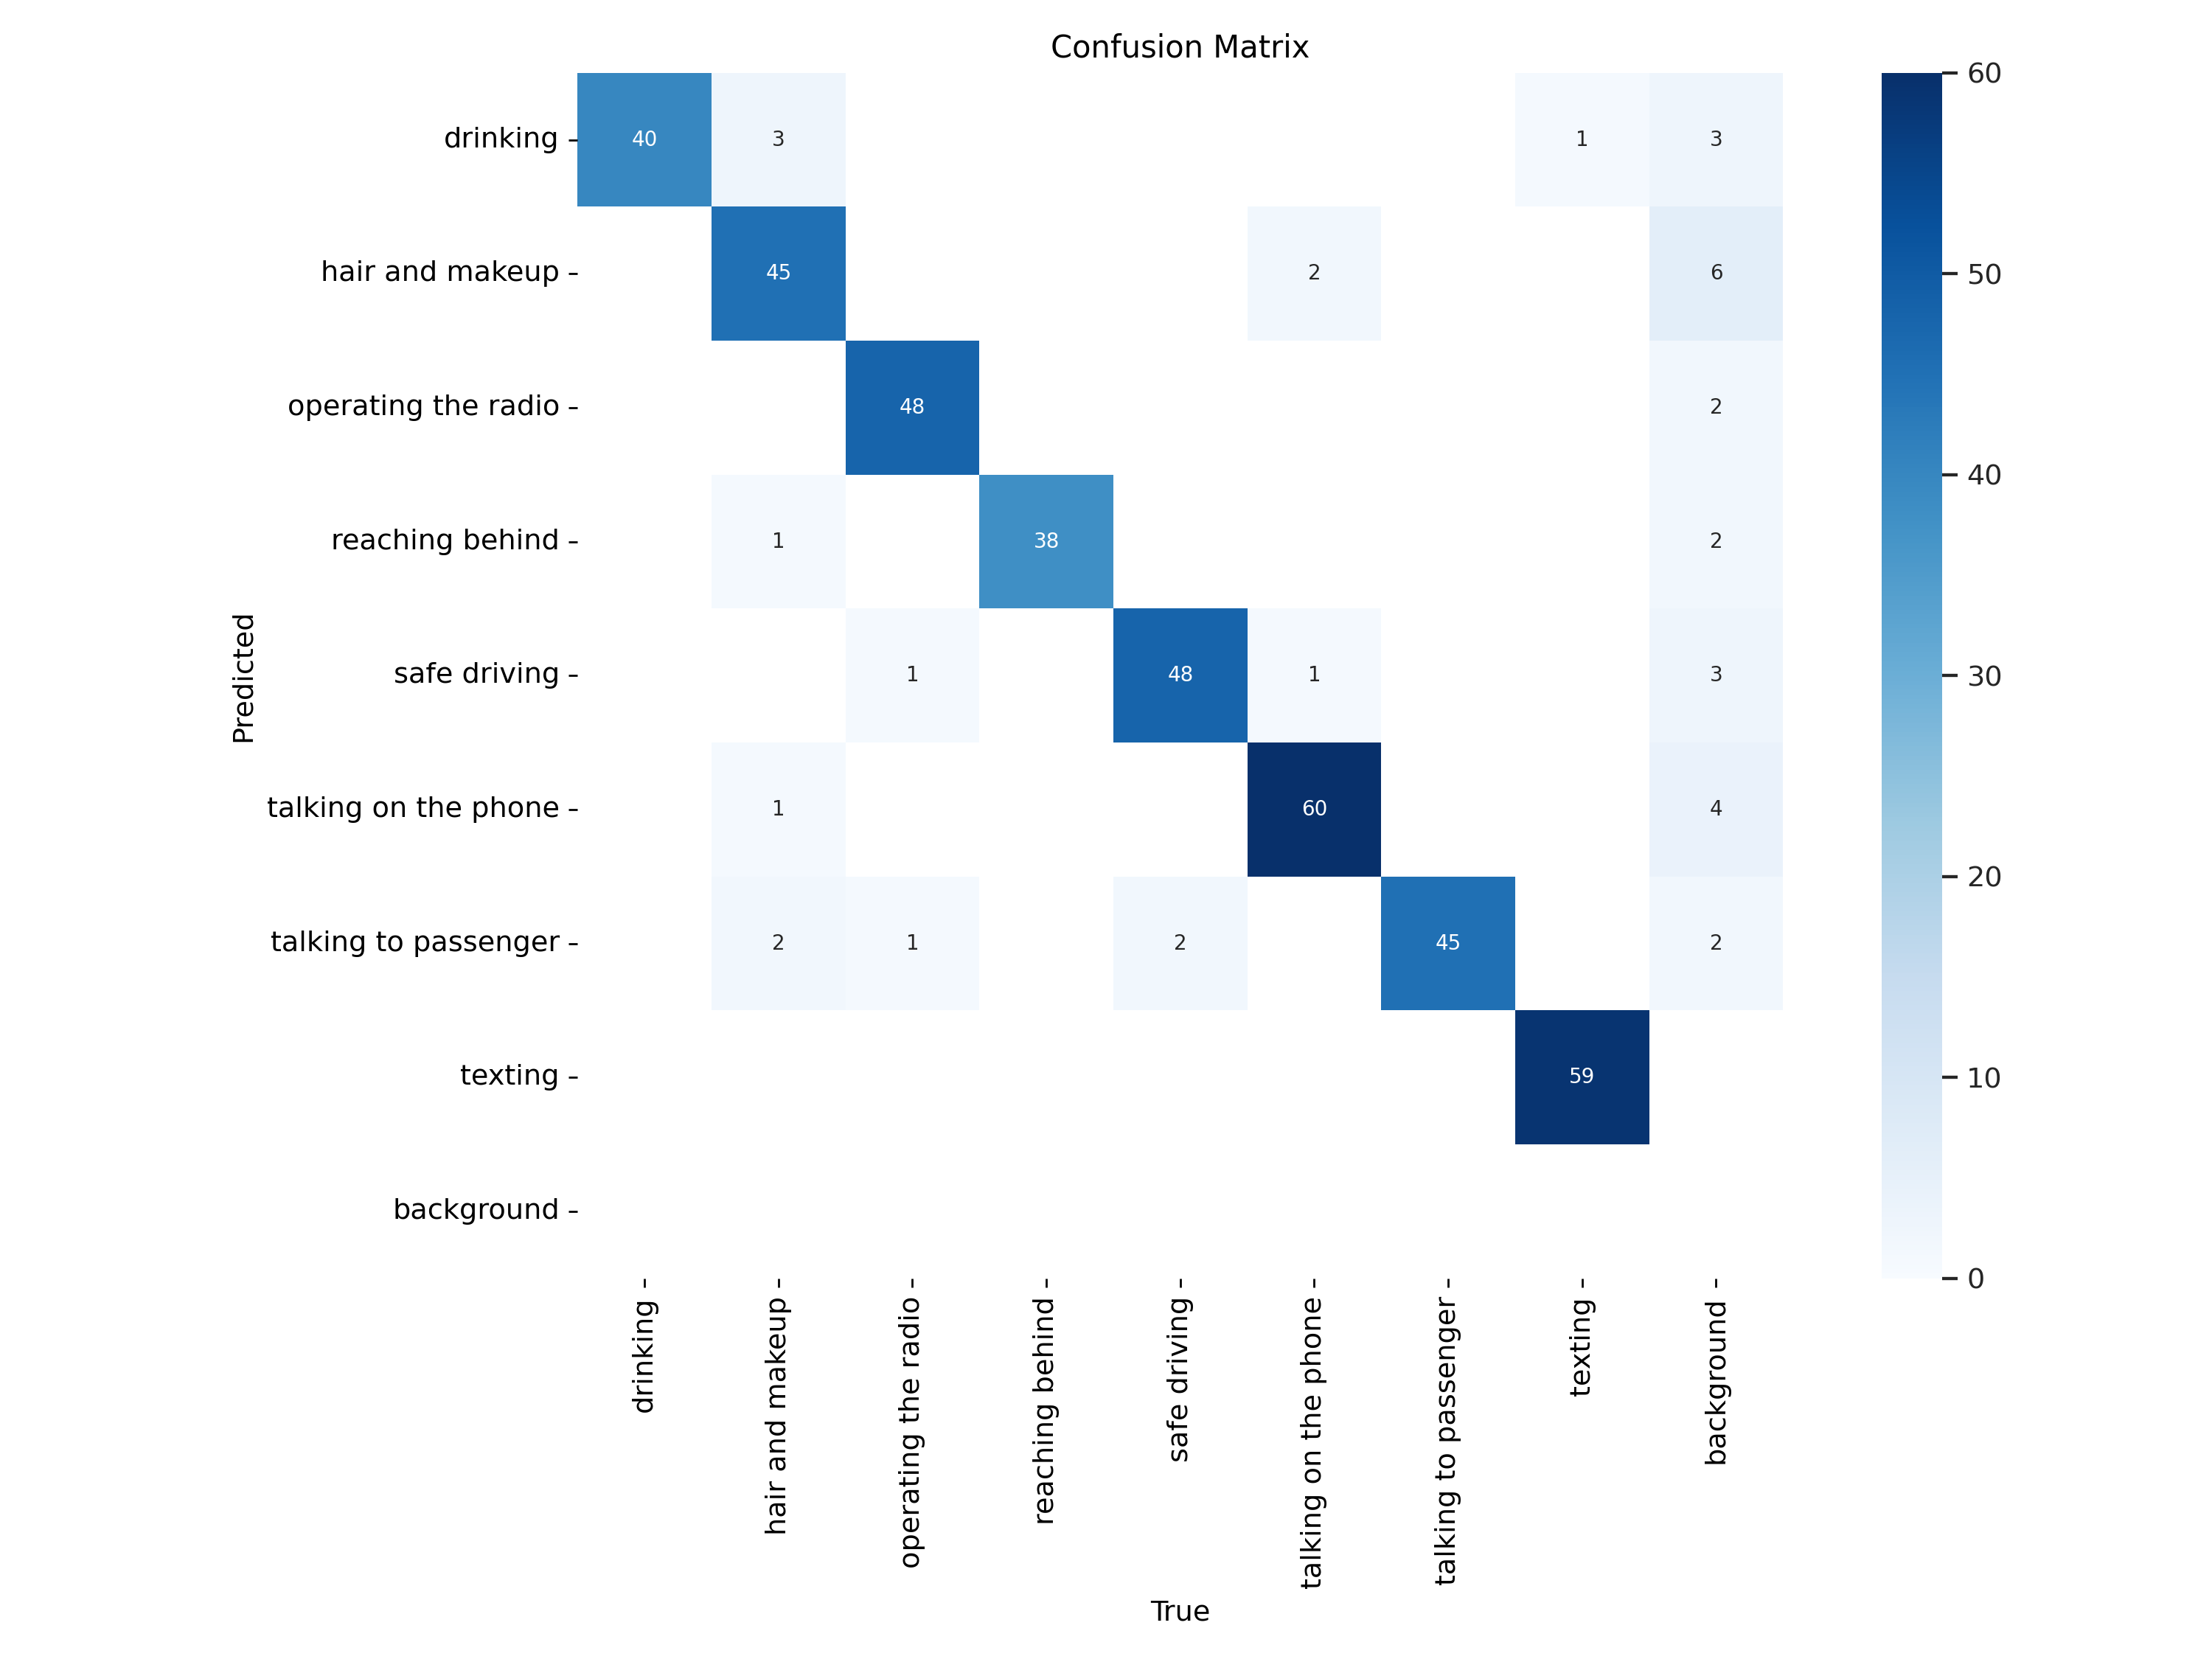 Confusion Matrix
drinking
40 3 1 3
hair and makeup
45 2 6
operating the radio
48 2
reaching behind
1 38 2
safe driving
1 48 1 3
talking on the phone
1 60 4
talking to passenger
2 1 2 45 2
texting
59
background
Predicted
drinking
hair and makeup
operating the radio
reaching behind
safe driving
talking on the phone
talking to passenger
texting
background
True
60
50
40
30
20
10
0